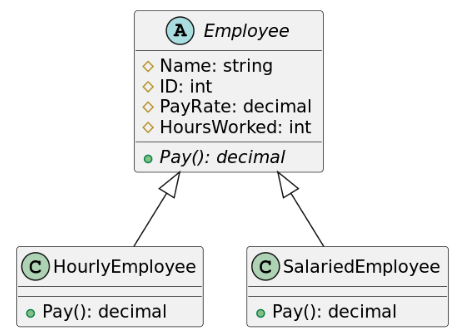 A Employee
Name: string
ID: int
PayRate: decimal
HoursWorked: int
Pay(): decimal
C HourlyEmployee
Pay(): decimal
C SalariedEmployee
Pay(): decimal